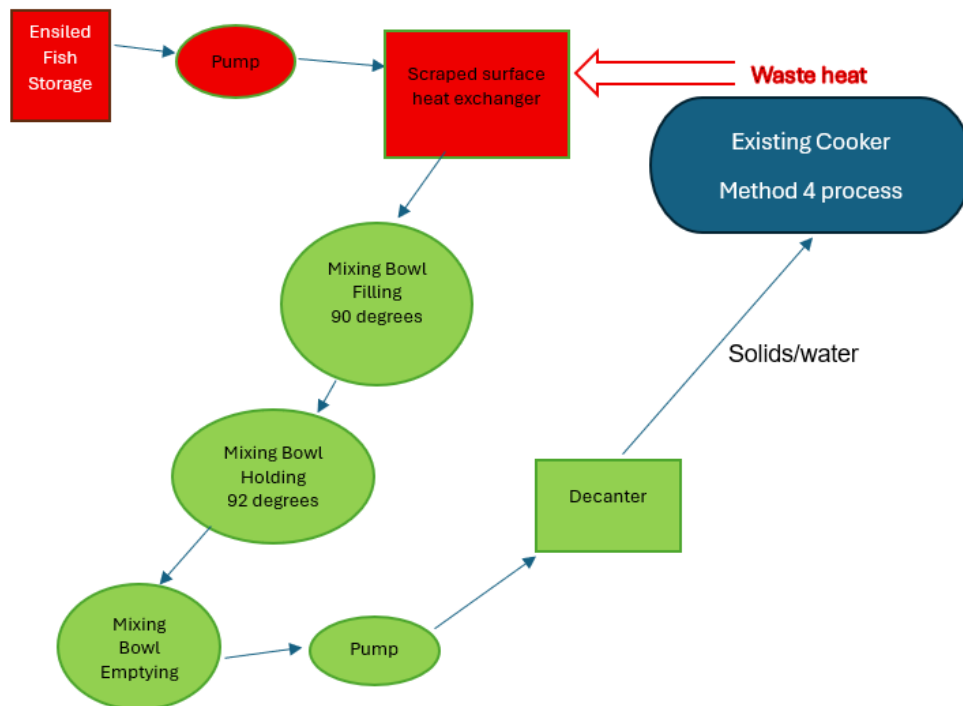 Ensiled
Fish
Storage
Pump
Scraped surface
heat exchanger
Waste heat
Existing Cooker
Method 4 process
Mixing Bowl
Filling
90 degrees
Solids/water
Mixing Bowl
Holding
92 degrees
Decanter
Mixing
Bowl
Emptying
Pump